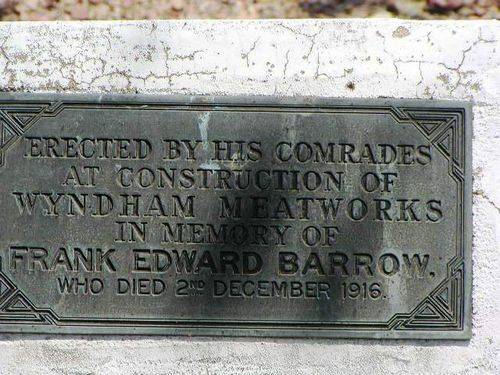 ERECTED BY HIS COMRADES
AT CONSTRUCTION OF
WYNDHAM MEATWORKS
IN MEMORY OF
FRANK EDWARD BARROW.
WHO DIED 2ND DECEMBER 1916.